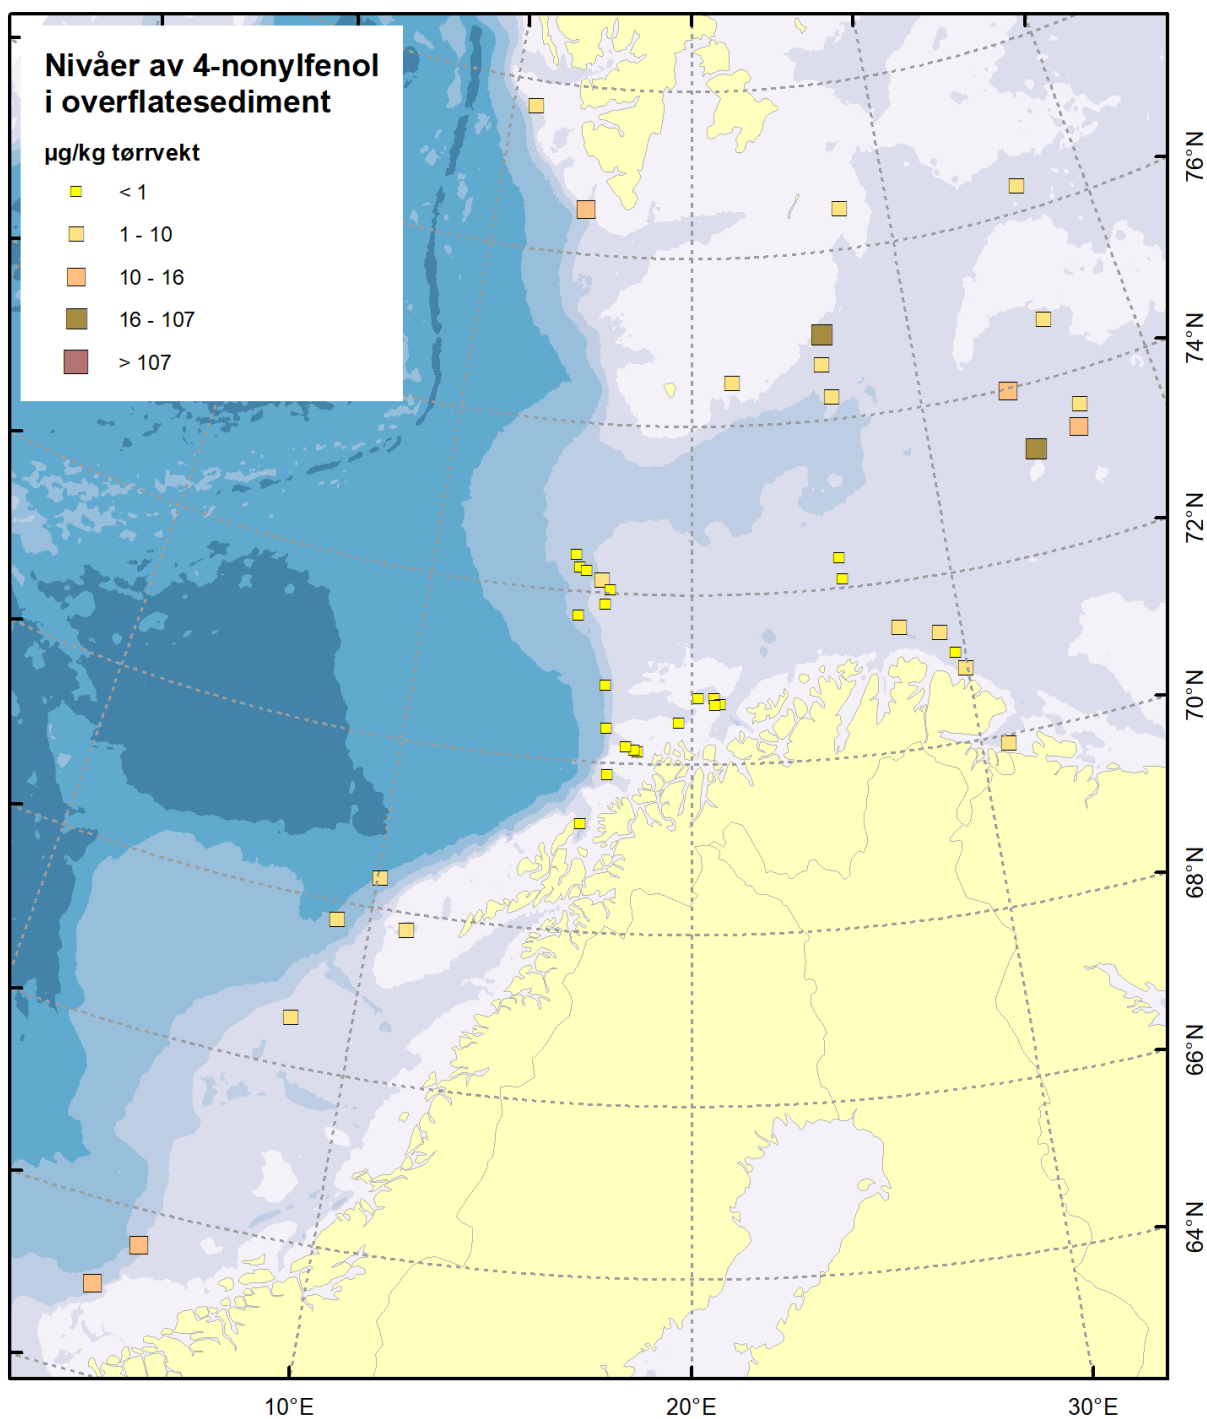 Nivåer av 4-nonylfenol
i overflatesediment
µg/kg tørrvekt
< 1
1 - 10
10 - 16
16 - 107
> 107
76°N
74°N
72°N
70°N
68°N
66°N
64°N
10°E
20°E
30°E